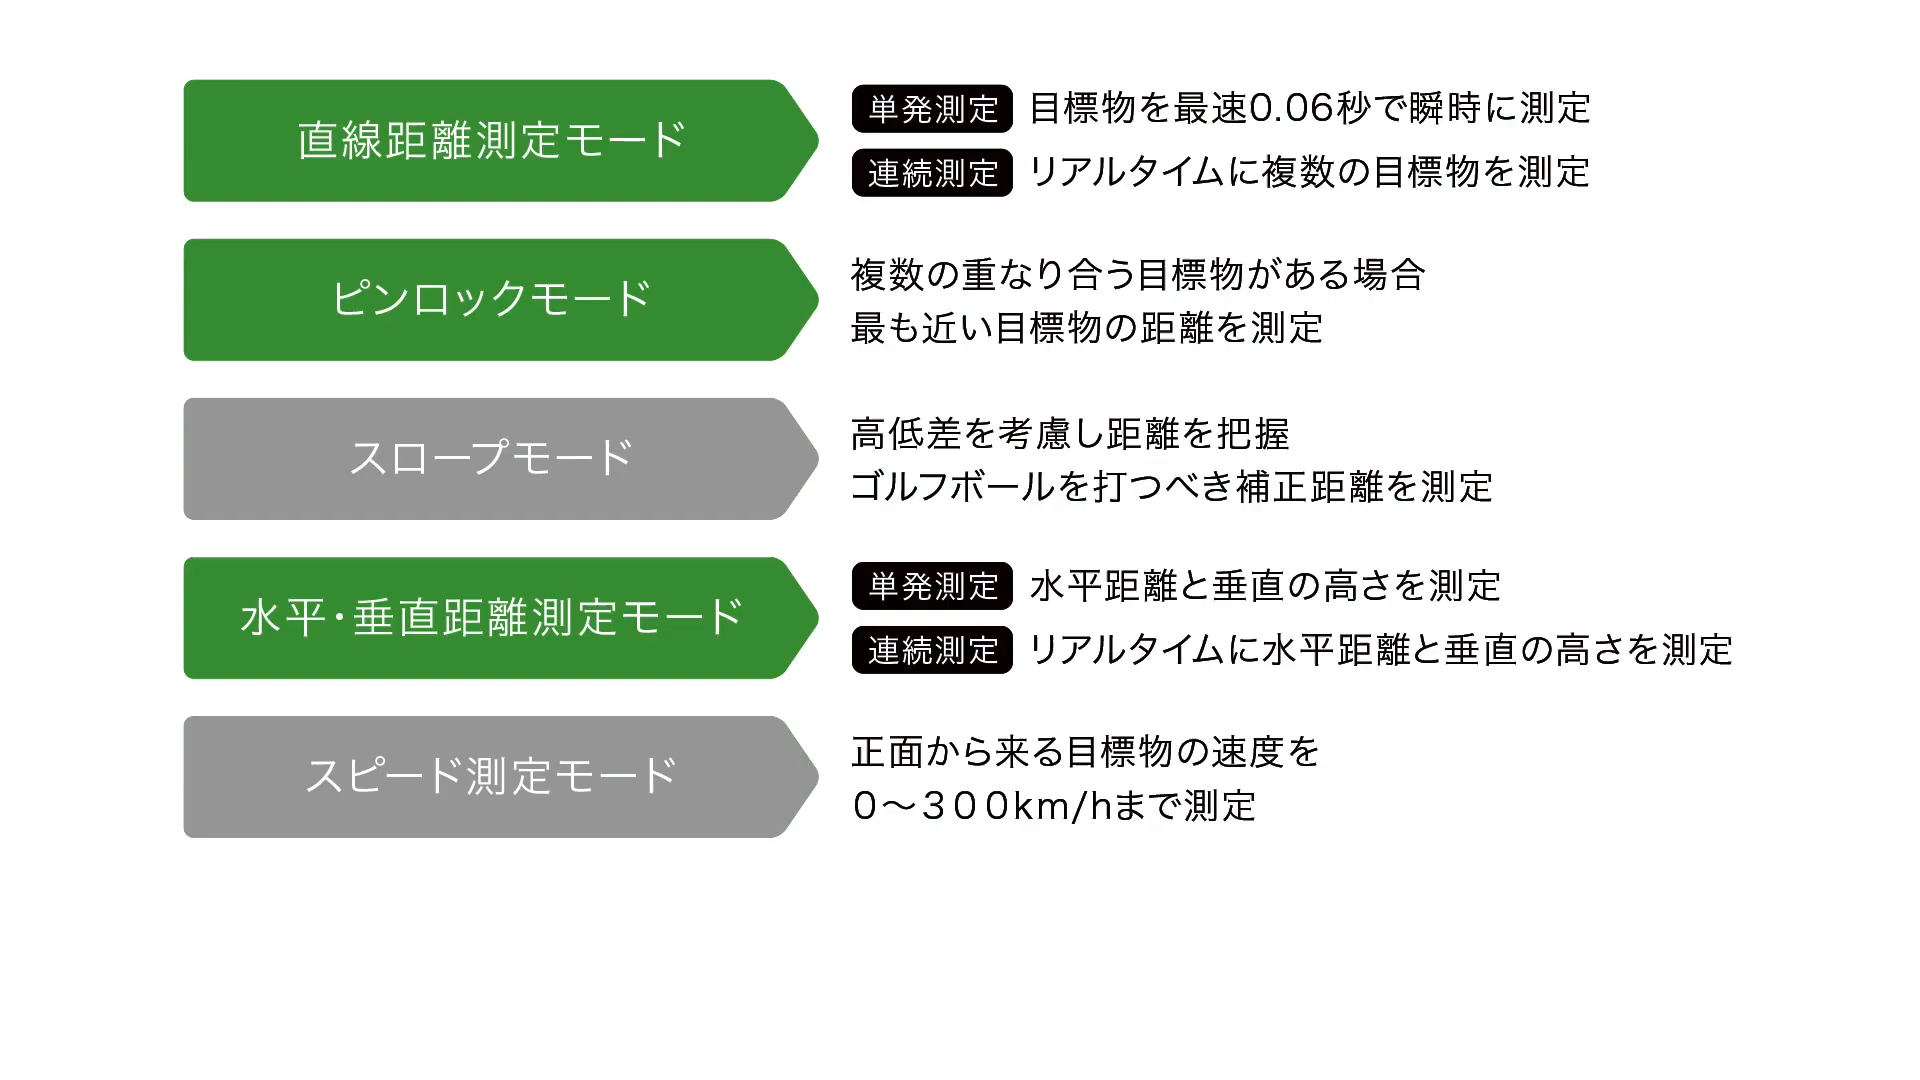 直線距離測定モード
単発測定 目標物を最速0.06秒で瞬時に測定
連続測定 リアルタイムに複数の目標物を測定
ピンロックモード
複数の重なり合う目標物がある場合
最も近い目標物の距離を測定
スロープモード
高低差を考慮し距離を把握
ゴルフボールを打つべき補正距離を測定
水平・垂直距離測定モード
単発測定 水平距離と垂直の高さを測定
連続測定 リアルタイムに水平距離と垂直の高さを測定
スピード測定モード
正面から来る目標物の速度を
０～３００km/hまで測定